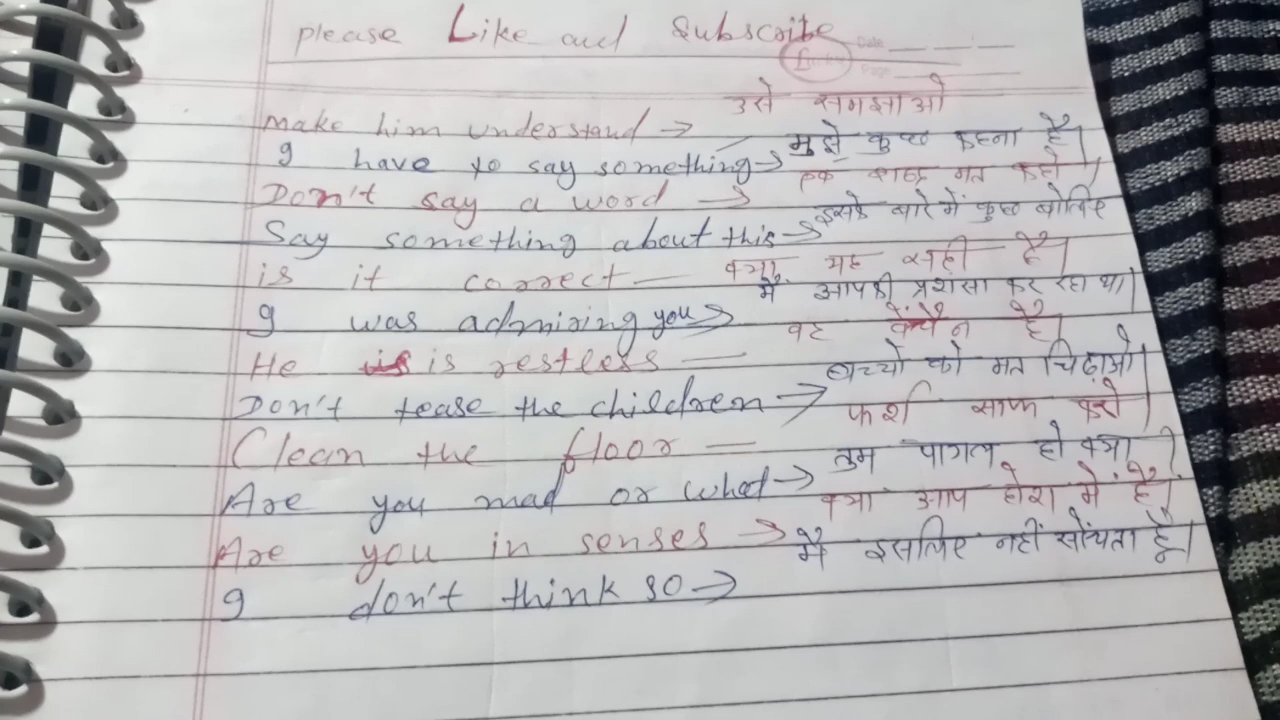 please Like and Subscribe
Date
Page
make him understand → उसे समझाओ
I have to say something → मुझे कुछ कहना है।
Don't say a word → एक शब्द मत कहो।
Say something about this → इसके बारे में कुछ बोलिए
is it correct — क्या यह सही है।
I was admiring you → मै आपकी प्रशसा कर रहा था।
He is restless — वह बेचैन है।
Don't tease the children → बच्चो को मत चिढ़ाओ।
Clean the floor — फर्श साफ करो।
Are you mad or what → तुम पागल हो क्या।
Are you in senses → क्या आप होश में है।
I don't think so → मै इसलिए नहीं सोंचता हूँ।